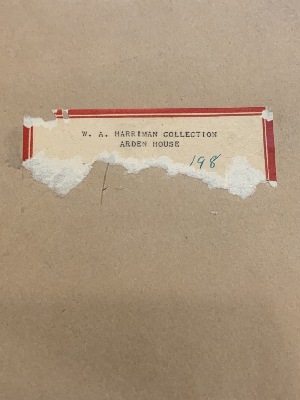 W. A. HARRIMAN COLLECTION
ARDEN HOUSE
198